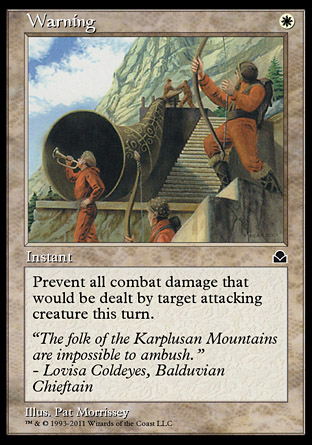 Warning
Instant
Prevent all combat damage that
would be dealt by target attacking
creature this turn.
“The folk of the Karplusan Mountains
are impossible to ambush.”
- Lovisa Coldeyes, Balduvian
Chieftain
Illus. Pat Morrissey
™ & © 1993-2011 Wizards of the Coast LLC